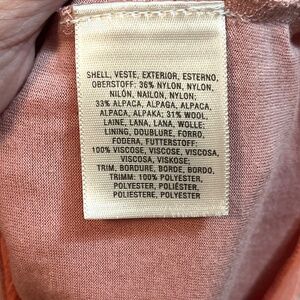 SHELL, VESTE, EXTERIOR, ESTERNO,
OBERSTOFF: 36% NYLON, NYLON,
NILÓN, NAILON, NYLON;
33% ALPACA, ALPAGA, ALPACA,
ALPACA, ALPAKA; 31% WOOL,
LAINE, LANA, LANA, WOLLE;
LINING, DOUBLURE, FORRO,
FODERA, FUTTERSTOFF:
100% VISCOSE, VISCOSE, VISCOSA,
VISCOSA, VISKOSE;
TRIM, BORDURE, BORDE, BORDO,
TRIMM: 100% POLYESTER,
POLYESTER, POLIÉSTER,
POLIESTERE, POLYESTER